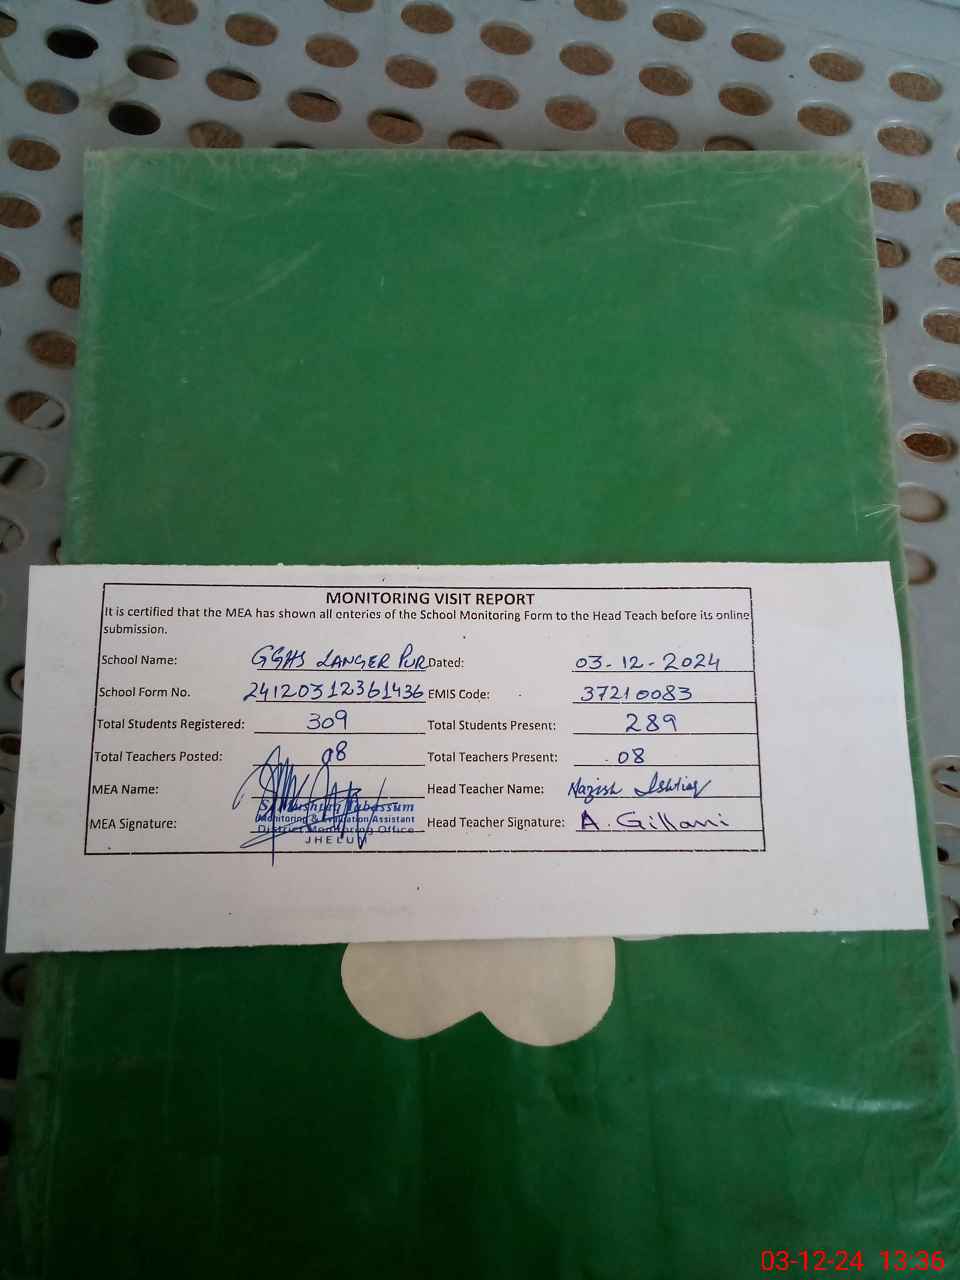 MONITORING VISIT REPORT
It is certified that the MEA has shown all enteries of the School Monitoring Form to the Head Teach before its online
submission.
School Name: GGHS LANGER PUR Dated: 03-12-2024
School Form No. 24120312361436 EMIS Code: 37210083
Total Students Registered: 309 Total Students Present: 289
Total Teachers Posted: 08 Total Teachers Present: 08
MEA Name: Head Teacher Name: Nazish Ishtiaq
Tabassum
Monitoring & Evaluation Assistant
MEA Signature: Head Teacher Signature: A. Gillani
District Monitoring Office
JHELUM
03-12-24 13:36